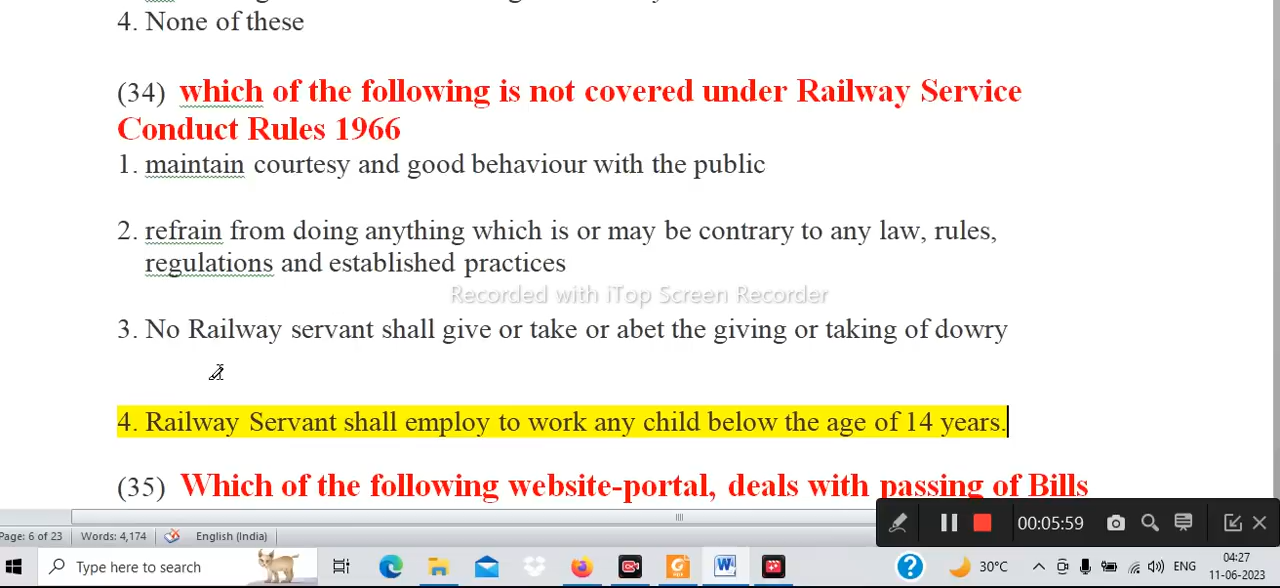 4. None of these
(34) which of the following is not covered under Railway Service
Conduct Rules 1966
1. maintain courtesy and good behaviour with the public
2. refrain from doing anything which is or may be contrary to any law, rules,
regulations and established practices
Recorded with iTop Screen Recorder
3. No Railway servant shall give or take or abet the giving or taking of dowry
4. Railway Servant shall employ to work any child below the age of 14 years.
(35) Which of the following website-portal, deals with passing of Bills
00:05:59
Page: 6 of 23 Words: 4,174 English (India)
Type here to search
30°C ENG 04:27
11-06-2023